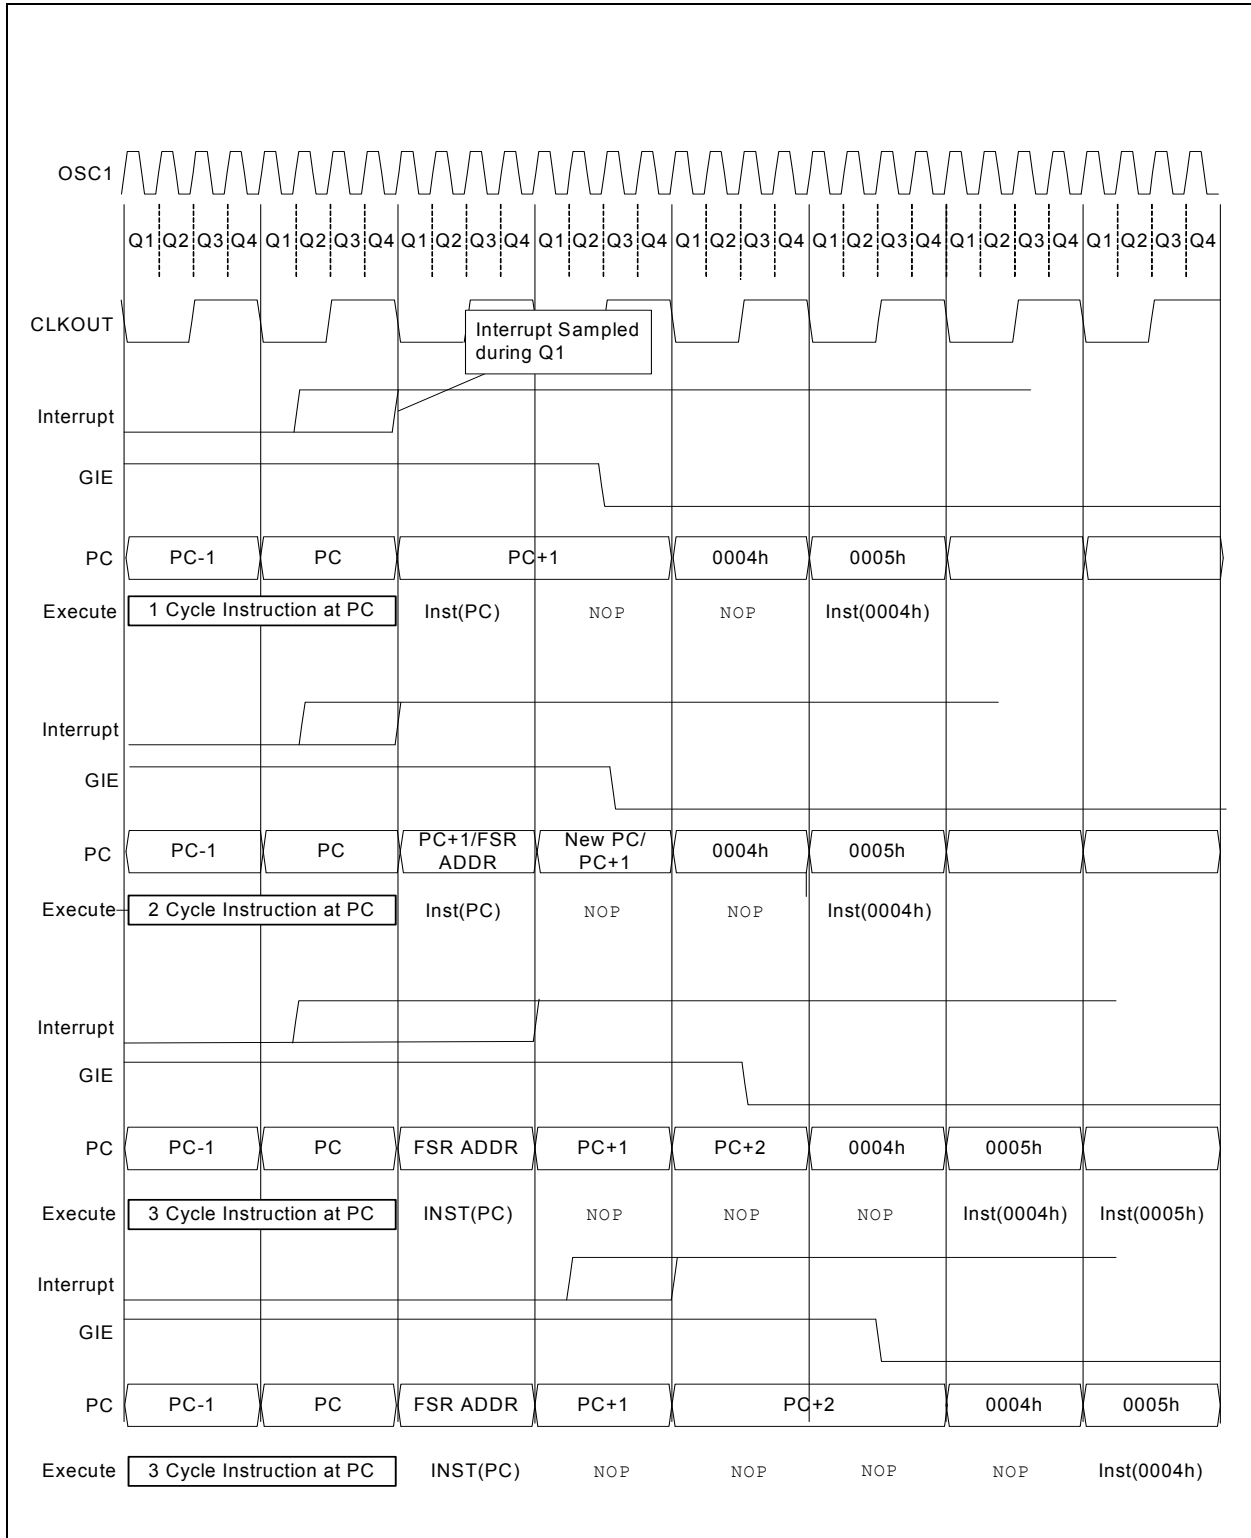 OSC1
Q1 Q2 Q3 Q4 Q1 Q2 Q3 Q4 Q1 Q2 Q3 Q4 Q1 Q2 Q3 Q4 Q1 Q2 Q3 Q4 Q1 Q2 Q3 Q4 Q1 Q2 Q3 Q4 Q1 Q2 Q3 Q4
CLKOUT
Interrupt Sampled
during Q1
Interrupt
GIE
PC PC-1 PC PC+1 0004h 0005h
Execute 1 Cycle Instruction at PC Inst(PC) NOP NOP Inst(0004h)
Interrupt
GIE
PC PC-1 PC PC+1/FSR ADDR New PC/ PC+1 0004h 0005h
Execute 2 Cycle Instruction at PC Inst(PC) NOP NOP Inst(0004h)
Interrupt
GIE
PC PC-1 PC FSR ADDR PC+1 PC+2 0004h 0005h
Execute 3 Cycle Instruction at PC INST(PC) NOP NOP NOP Inst(0004h) Inst(0005h)
Interrupt
GIE
PC PC-1 PC FSR ADDR PC+1 PC+2 0004h 0005h
Execute 3 Cycle Instruction at PC INST(PC) NOP NOP NOP NOP Inst(0004h)